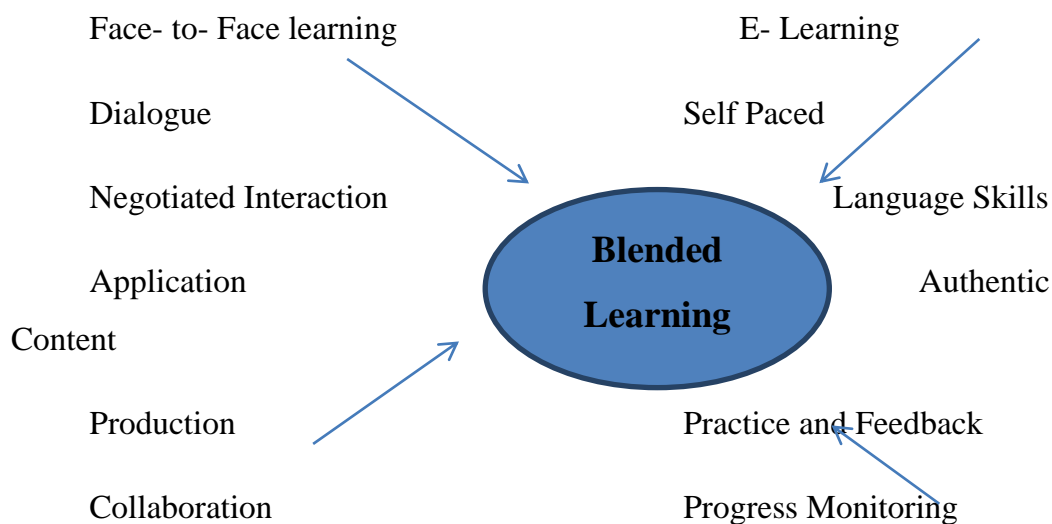 Face- to- Face learning E- Learning
Dialogue Self Paced
Negotiated Interaction Language Skills
Blended
Learning
Application Authentic
Content
Production Practice and Feedback
Collaboration Progress Monitoring